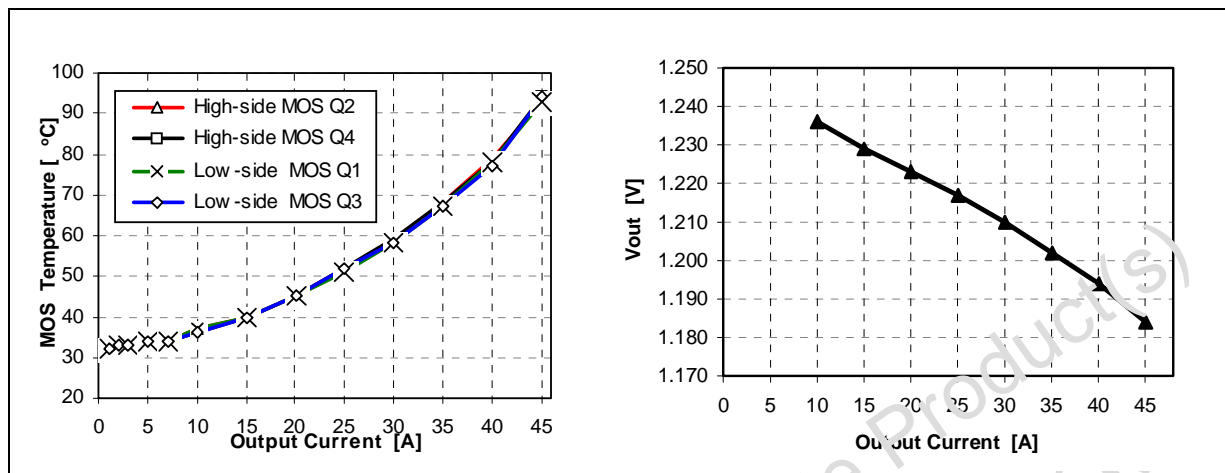 100
90
80
70
60
50
40
30
20
MOS Temperature [ ºC]
High-side MOS Q2
High-side MOS Q4
Low -side MOS Q1
Low -side MOS Q3
0 5 10 15 20 25 30 35 40 45
Output Current [A]
1.250
1.240
1.230
1.220
1.210
1.200
1.190
1.180
1.170
Vout [V]
0 5 10 15 20 25 30 35 40 45
Output Current [A]
Product(s)